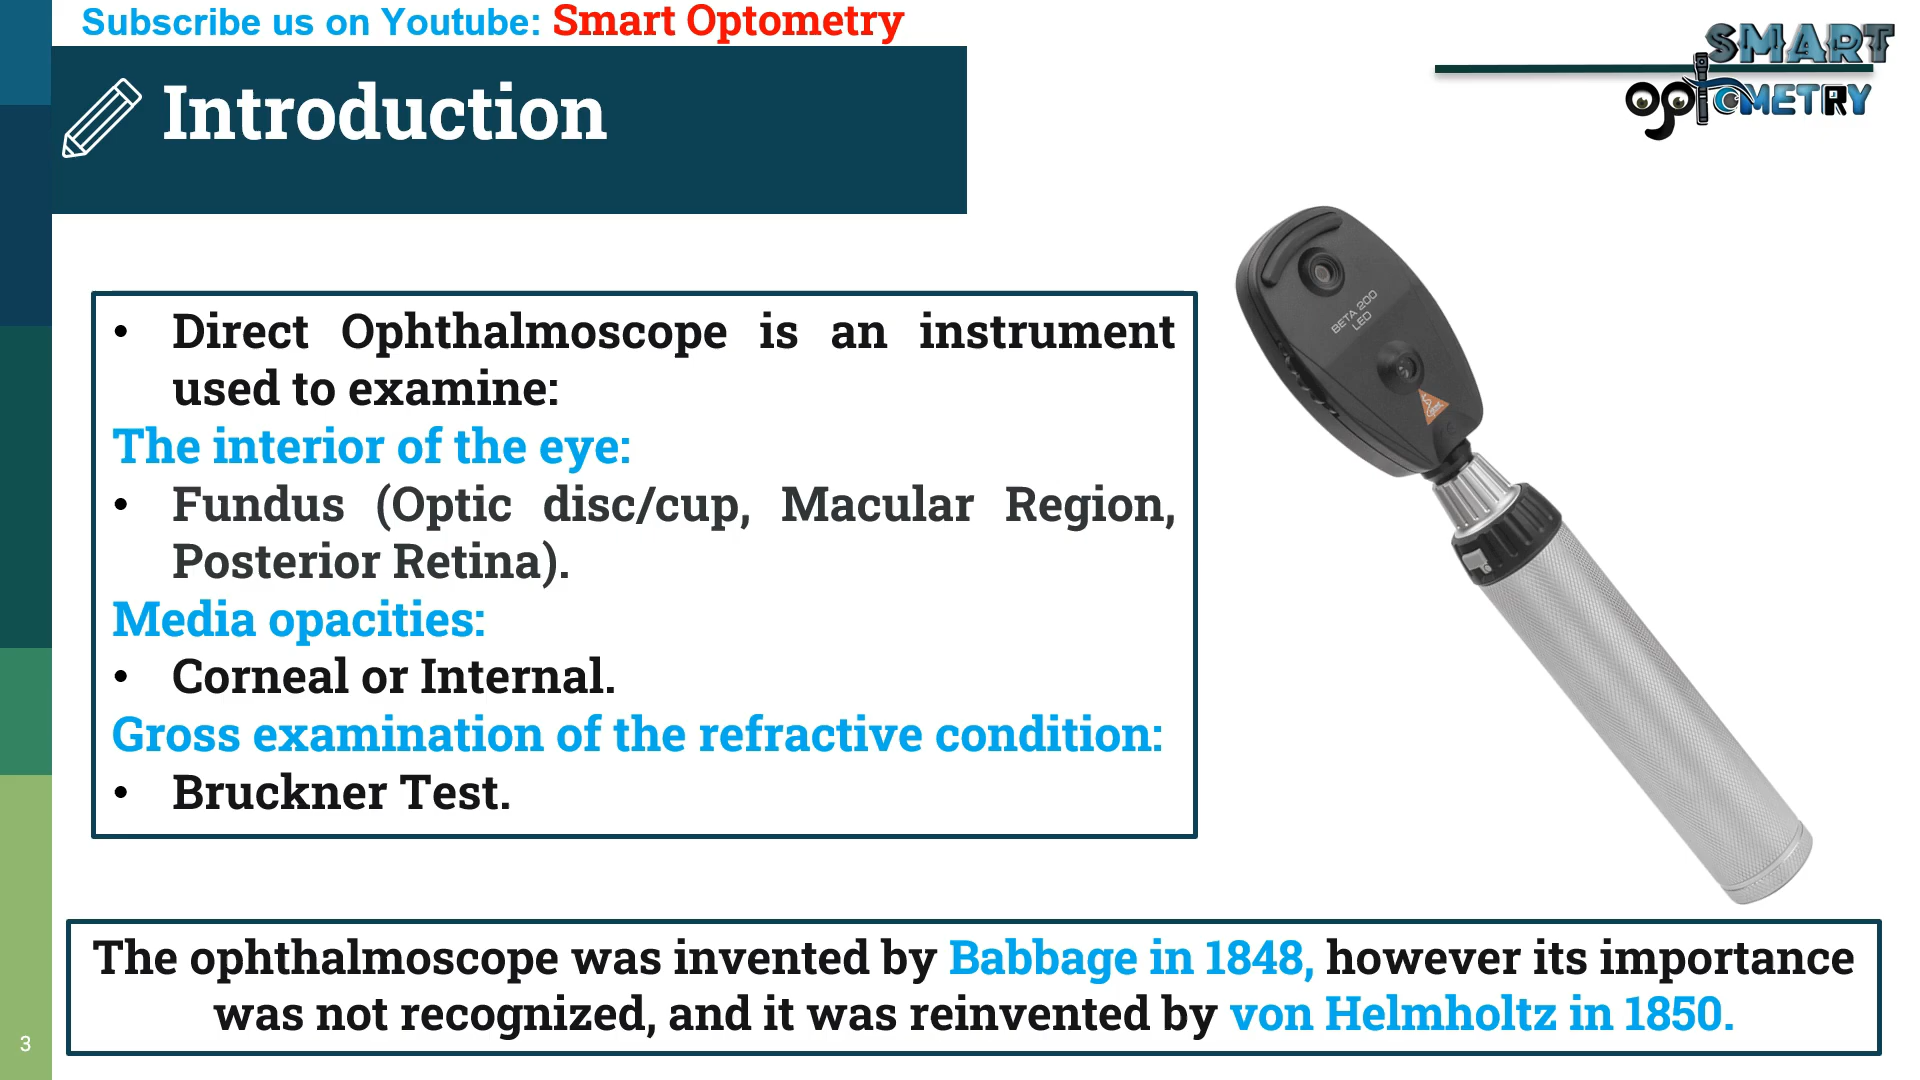 Subscribe us on Youtube: Smart Optometry
SMART
OPTOMETRY
Introduction
• Direct Ophthalmoscope is an instrument
used to examine:
The interior of the eye:
• Fundus (Optic disc/cup, Macular Region,
Posterior Retina).
Media opacities:
• Corneal or Internal.
Gross examination of the refractive condition:
• Bruckner Test.
BETA 200
LED
The ophthalmoscope was invented by Babbage in 1848, however its importance
was not recognized, and it was reinvented by von Helmholtz in 1850.
3